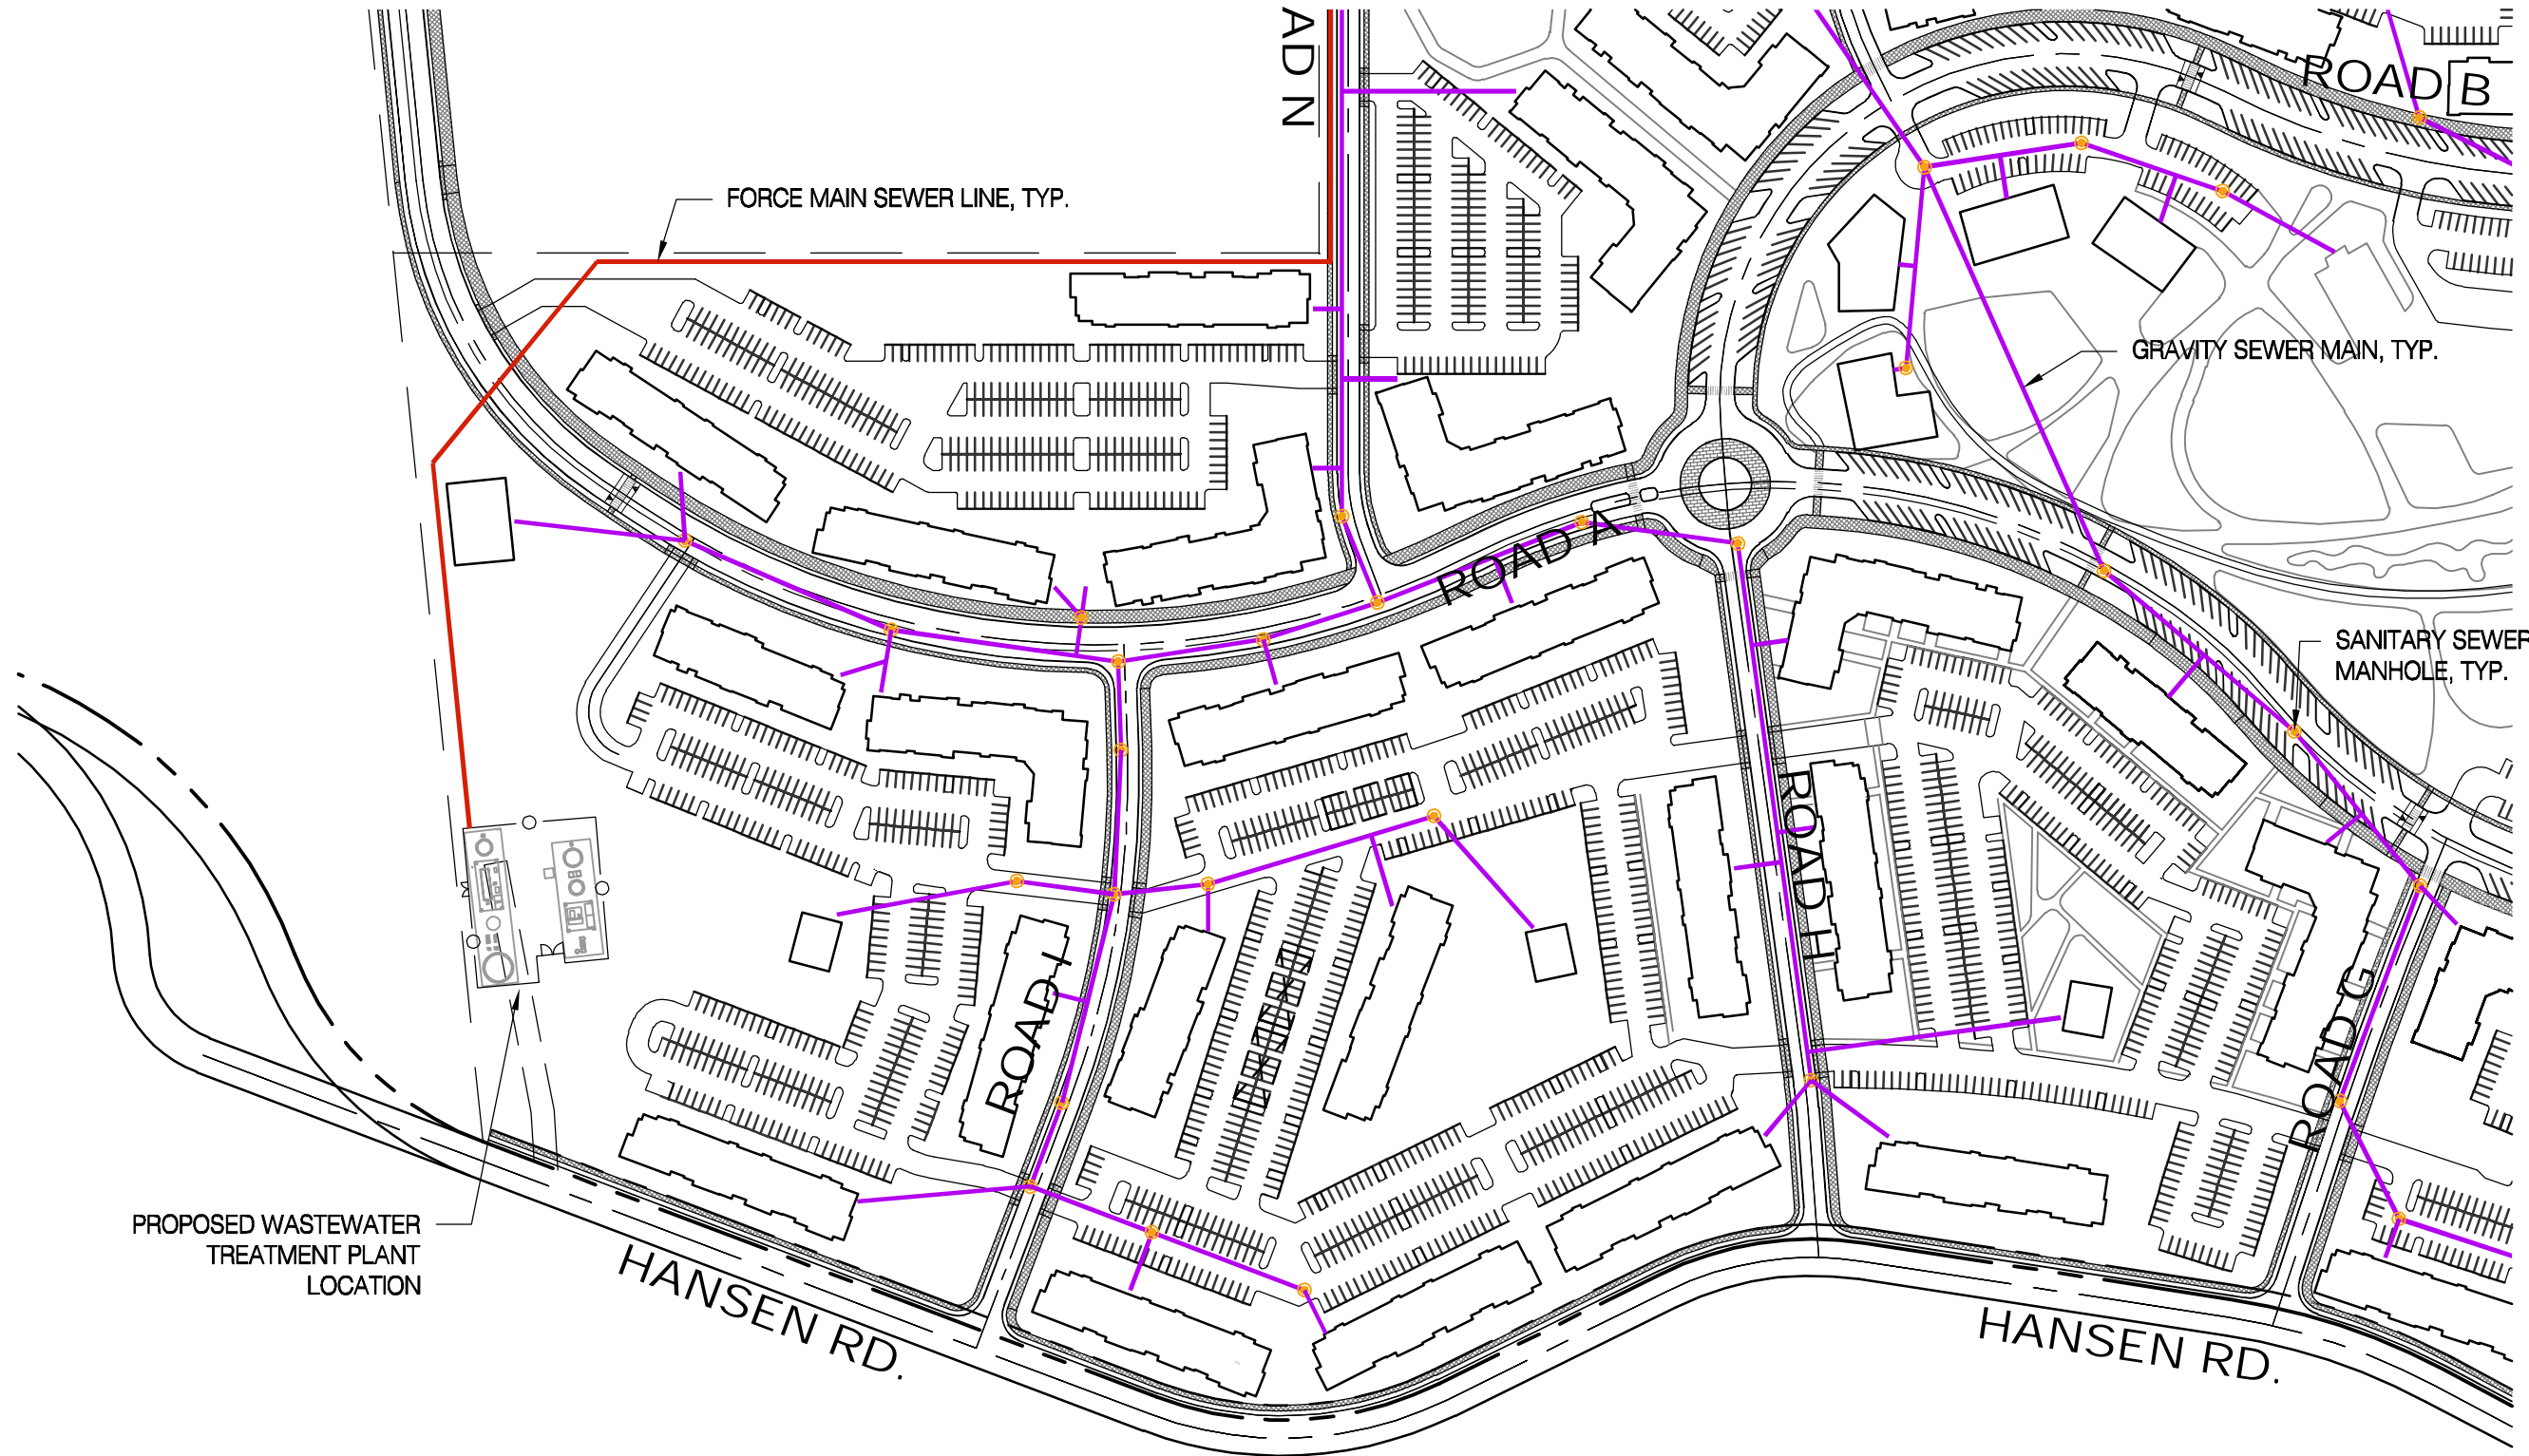 AD N
ROAD B
FORCE MAIN SEWER LINE, TYP.
GRAVITY SEWER MAIN, TYP.
ROAD A
SANITARY SEWER
MANHOLE, TYP.
ROAD H
ROAD I
ROAD G
PROPOSED WASTEWATER
TREATMENT PLANT
LOCATION
HANSEN RD.
HANSEN RD.